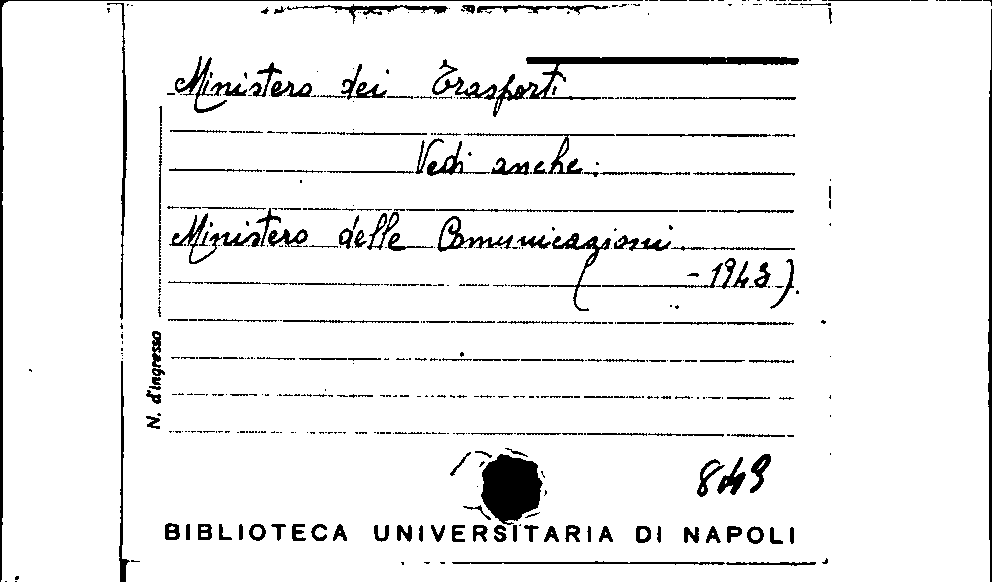 Ministero dei Trasporti
Vedi anche:
Ministero delle Comunicazioni
( - 1943).
N. d'ingresso
849
BIBLIOTECA UNIVERSITARIA DI NAPOLI